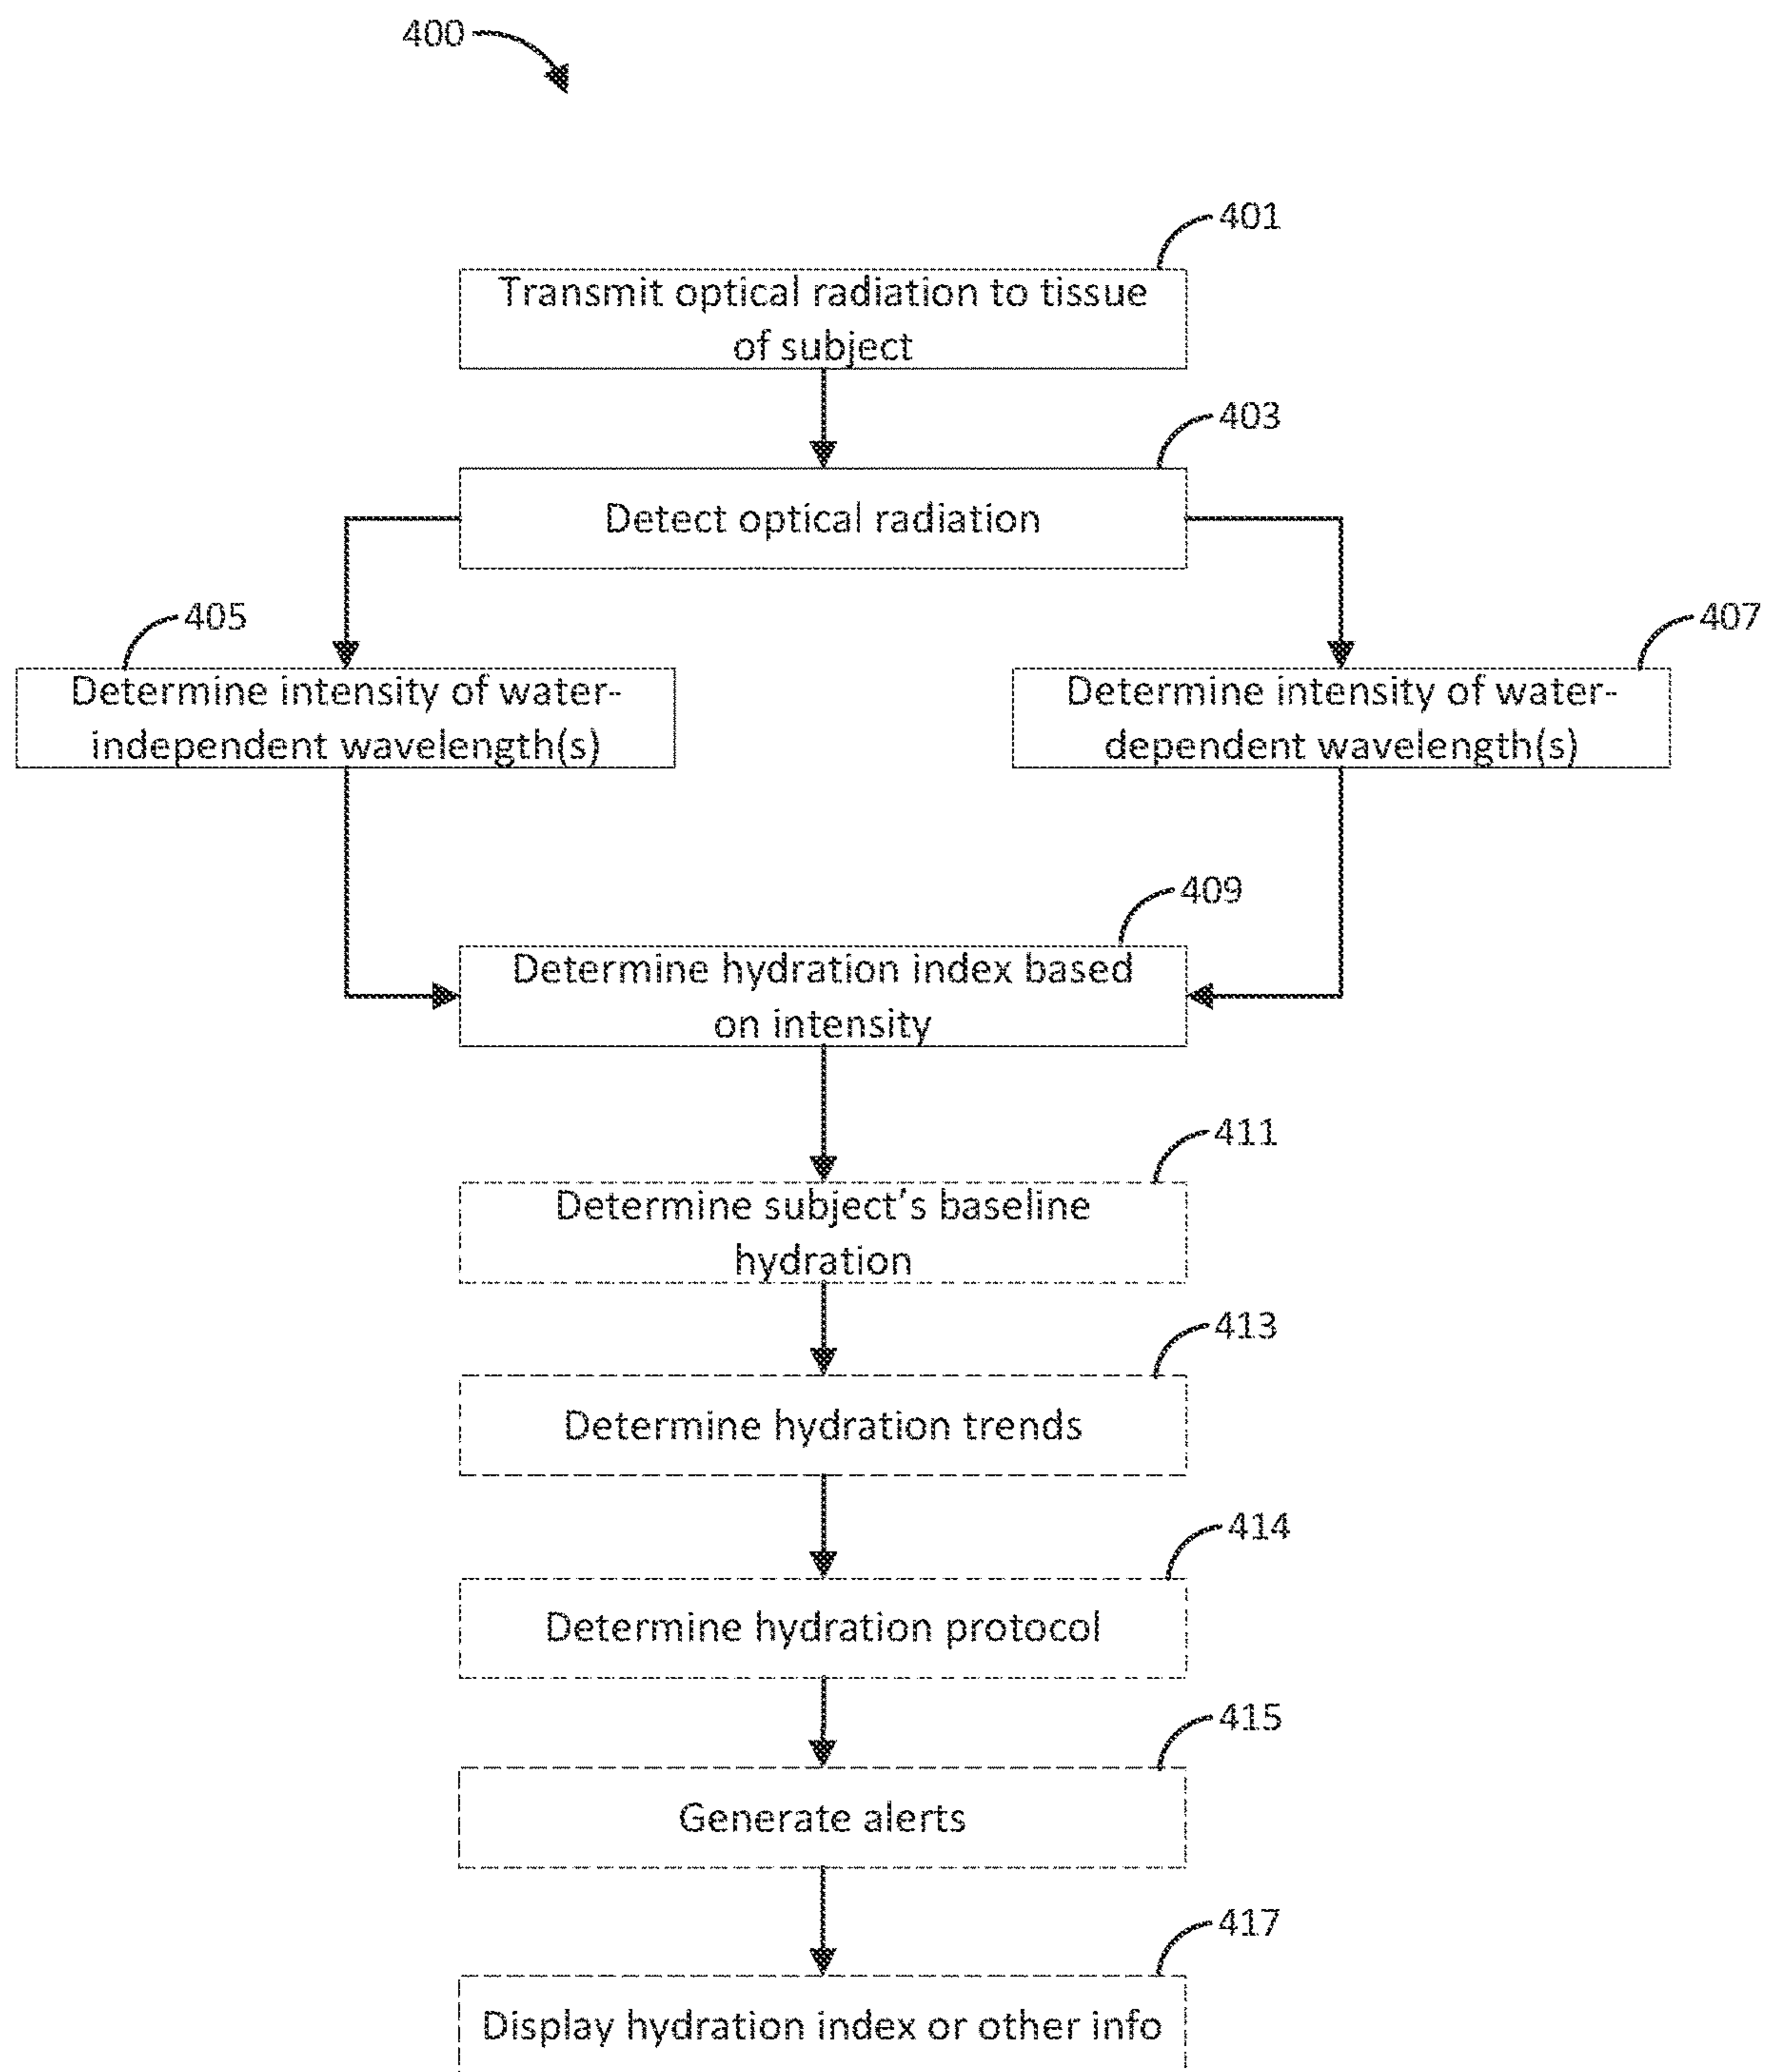 400
401
Transmit optical radiation to tissue
of subject
403
Detect optical radiation
405
407
Determine intensity of water-
independent wavelength(s)
Determine intensity of water-
dependent wavelength(s)
409
Determine hydration index based
on intensity
411
Determine subject's baseline
hydration
413
Determine hydration trends
414
Determine hydration protocol
415
Generate alerts
417
Display hydration index or other info